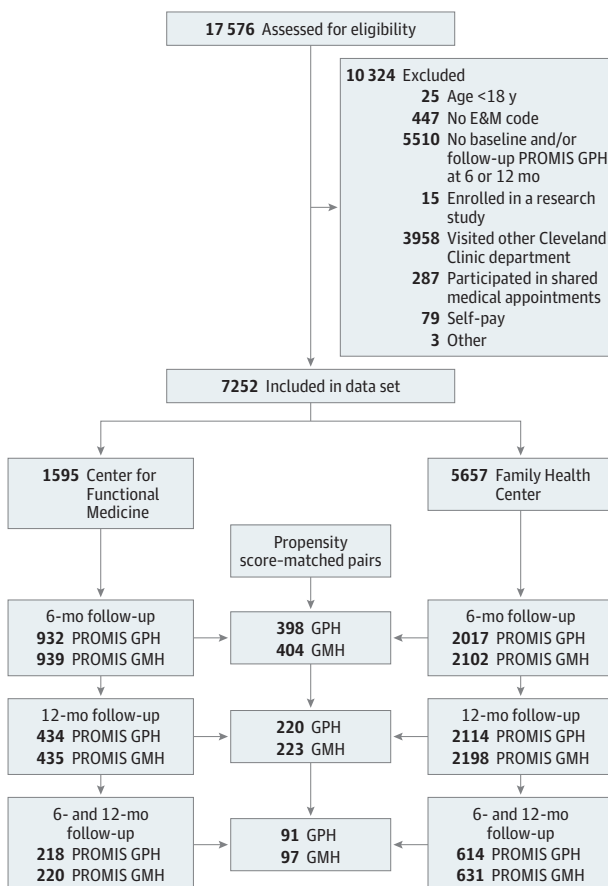 17 576 Assessed for eligibility
10 324 Excluded
25 Age <18 y
447 No E&M code
5510 No baseline and/or
follow-up PROMIS GPH
at 6 or 12 mo
15 Enrolled in a research
study
3958 Visited other Cleveland
Clinic department
287 Participated in shared
medical appointments
79 Self-pay
3 Other
7252 Included in data set
1595 Center for
Functional
Medicine
5657 Family Health
Center
Propensity
score-matched pairs
6-mo follow-up
932 PROMIS GPH
939 PROMIS GMH
398 GPH
404 GMH
6-mo follow-up
2017 PROMIS GPH
2102 PROMIS GMH
12-mo follow-up
434 PROMIS GPH
435 PROMIS GMH
220 GPH
223 GMH
12-mo follow-up
2114 PROMIS GPH
2198 PROMIS GMH
6- and 12-mo
follow-up
218 PROMIS GPH
220 PROMIS GMH
91 GPH
97 GMH
6- and 12-mo
follow-up
614 PROMIS GPH
631 PROMIS GMH